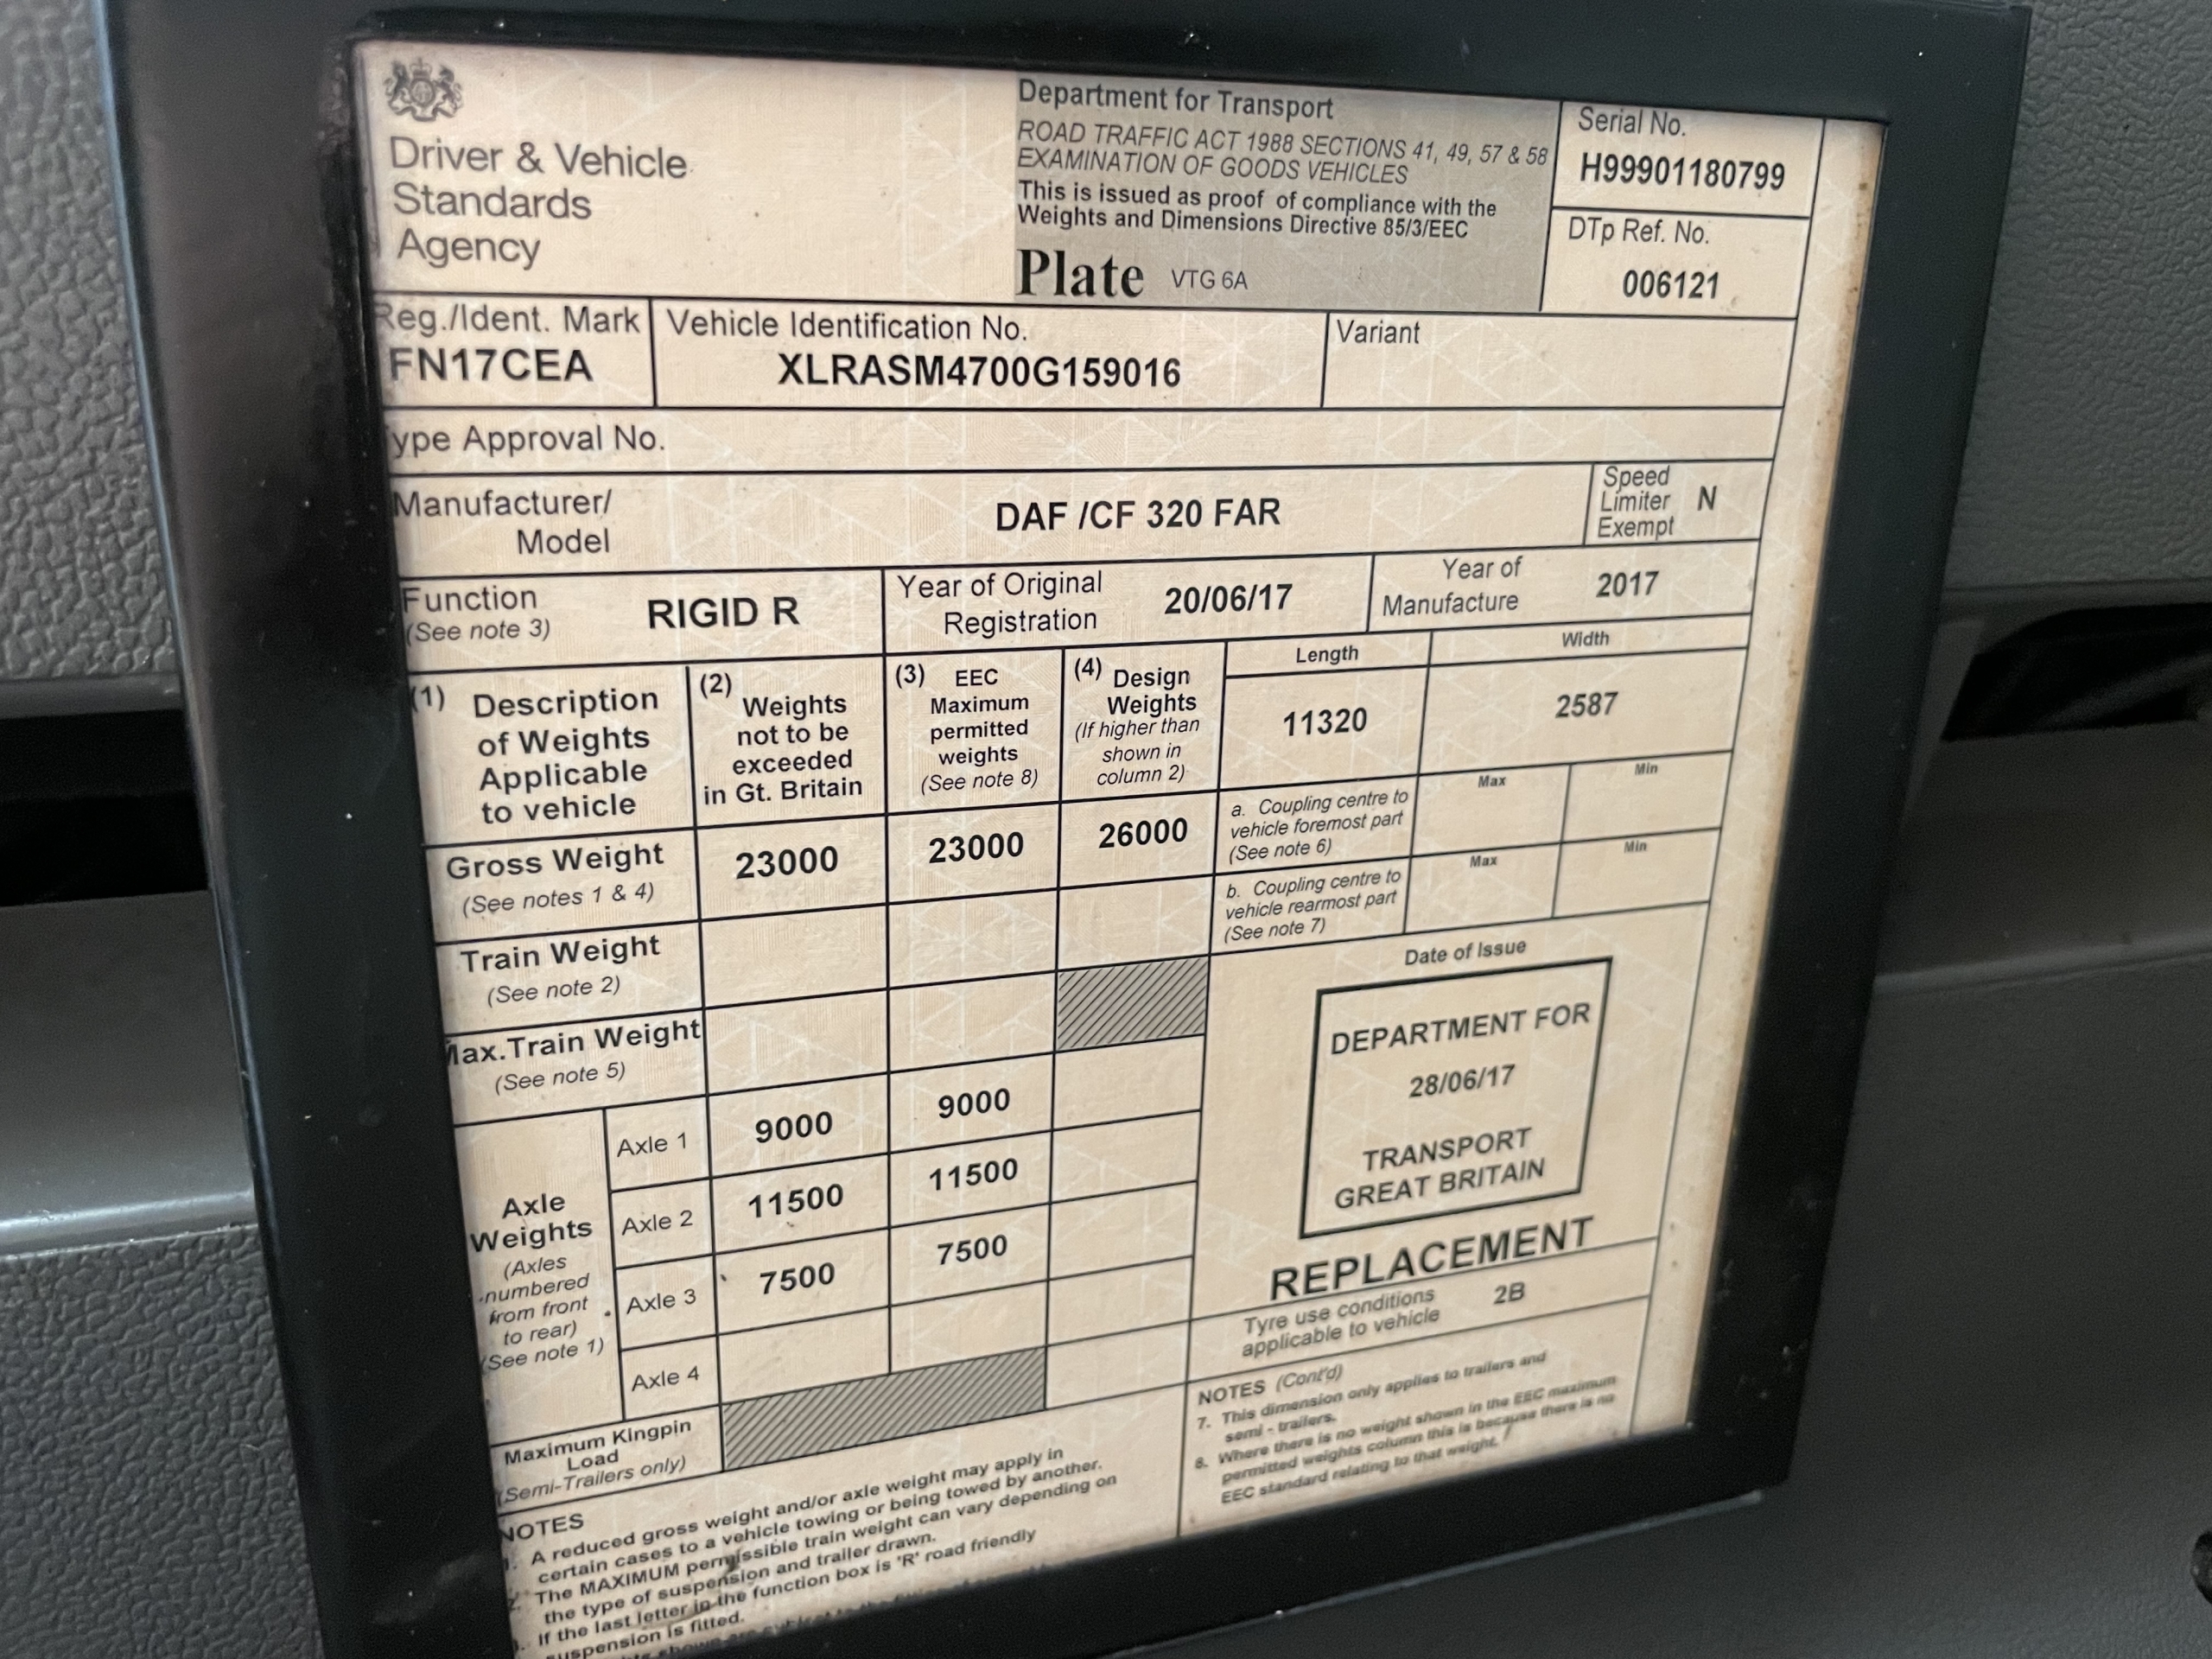 Driver & Vehicle
Standards
Agency
Department for Transport
ROAD TRAFFIC ACT 1988 SECTIONS 41, 49, 57 & 58
EXAMINATION OF GOODS VEHICLES
This is issued as proof of compliance with the
Weights and Dimensions Directive 85/3/EEC
Plate VTG 6A
Serial No.
H99901180799
DTp Ref. No.
006121
Reg./Ident. Mark
FN17CEA
Vehicle Identification No.
XLRASM4700G159016
Variant
ype Approval No.
Manufacturer/
Model
DAF /CF 320 FAR
Speed
Limiter
Exempt
N
Function
(See note 3)
RIGID R
Year of Original
Registration
20/06/17
Year of
Manufacture
2017
(1) Description
of Weights
Applicable
to vehicle
(2) Weights
not to be
exceeded
in Gt. Britain
(3) EEC
Maximum
permitted
weights
(See note 8)
(4) Design
Weights
(If higher than
shown in
column 2)
Length
11320
Width
2587
Gross Weight
(See notes 1 & 4)
23000
23000
26000
a. Coupling centre to
vehicle foremost part
(See note 6)
Max
Min
b. Coupling centre to
vehicle rearmost part
(See note 7)
Max
Min
Train Weight
(See note 2)
Max.Train Weight
(See note 5)
Axle
Weights
(Axles
numbered
from front
to rear)
(See note 1)
Axle 1
9000
9000
Axle 2
11500
11500
Axle 3
7500
7500
Axle 4
Maximum Kingpin
Load
(Semi-Trailers only)
Date of Issue
DEPARTMENT FOR
28/06/17
TRANSPORT
GREAT BRITAIN
REPLACEMENT
Tyre use conditions
applicable to vehicle
2B
NOTES
A reduced gross weight and/or axle weight may apply in
certain cases to a vehicle towing or being towed by another.
The MAXIMUM permissible train weight can vary depending on
the type of suspension and trailer drawn.
If the last letter in the function box is 'R' road friendly
suspension is fitted.
NOTES (Cont'd)
7. This dimension only applies to trailers and
semi - trailers.
8. Where there is no weight shown in the EEC maximum
permitted weights column this is because there is no
EEC standard relating to that weight.